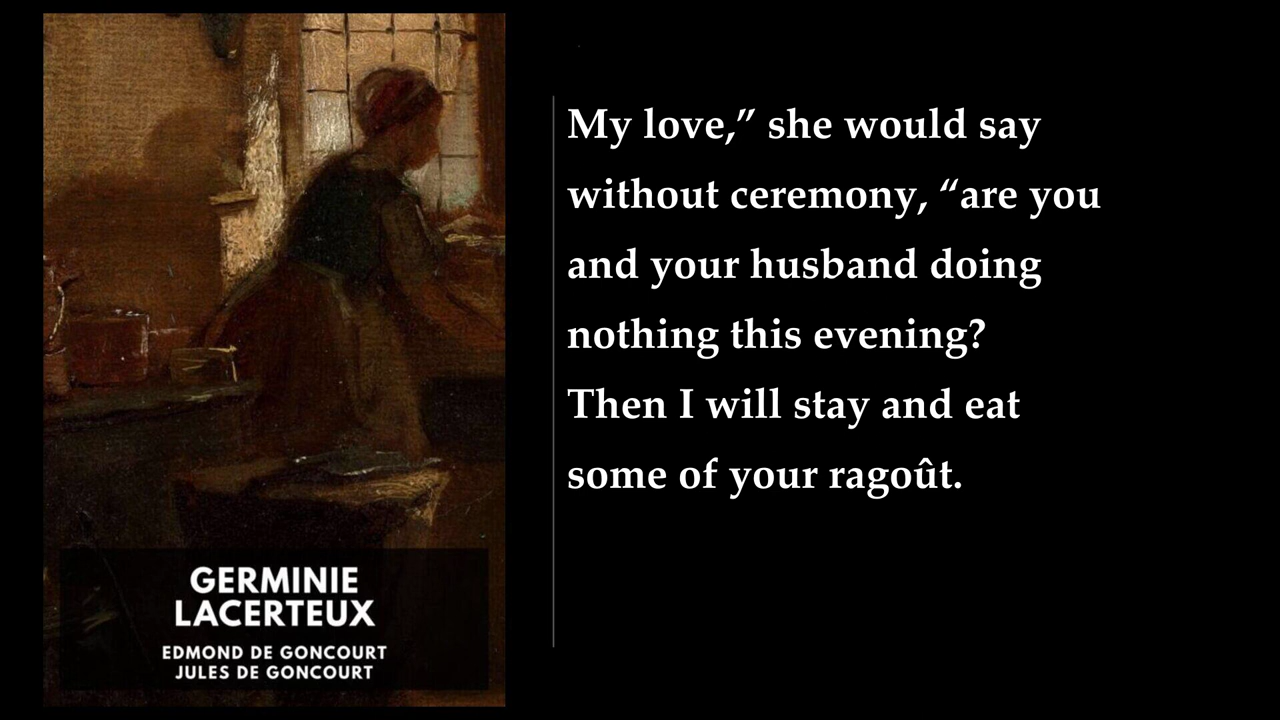 My love,” she would say
without ceremony, “are you
and your husband doing
nothing this evening?
Then I will stay and eat
some of your ragoût.
GERMINIE
LACERTEUX
EDMOND DE GONCOURT
JULES DE GONCOURT